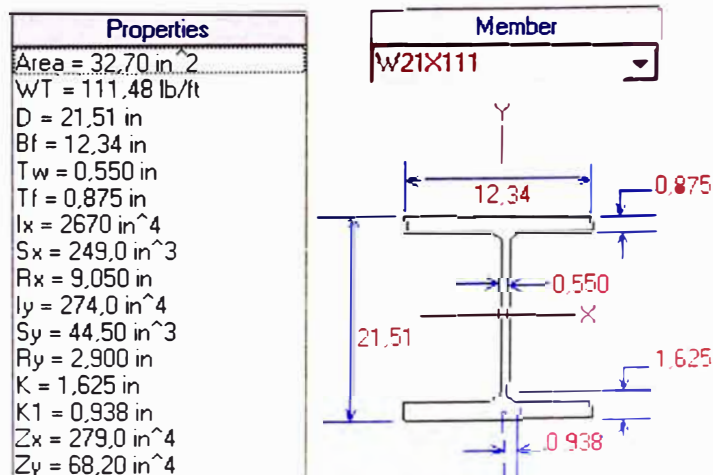 Properties
Area = 32,70 in^2
WT = 111,48 lb/ft
D = 21,51 in
Bf = 12,34 in
Tw = 0,550 in
Tf = 0,875 in
Ix = 2670 in^4
Sx = 249,0 in^3
Rx = 9,050 in
Iy = 274,0 in^4
Sy = 44,50 in^3
Ry = 2,900 in
K = 1,625 in
K1 = 0,938 in
Zx = 279,0 in^4
Zy = 68,20 in^4
Member
W21X111
Y
12,34
0,875
0,550
X
21,51
1,625
0,938